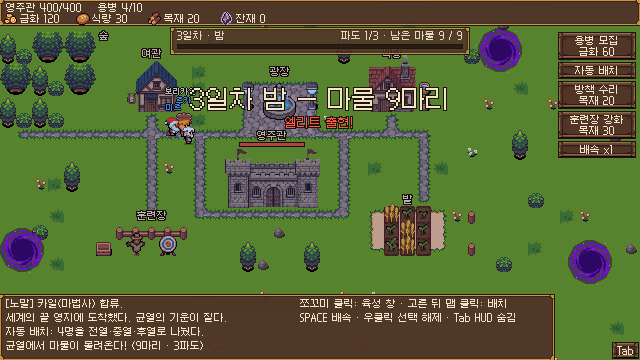 영주관 400/400 용병 4/10
금화 120 식량 30 목재 20 잔재 0
3일차 · 밤 파도 1/3 · 남은 마물 9 / 9
용병 모집
금화 60
자동 배치
방책 수리
목재 20
훈련장 강화
목재 30
배속 x1
숲
여관
광장
3일차 밤 – 마물 9마리
엘리트 출현!
영주관
훈련장
밭
[노말] 카일(마법사) 합류.
세계의 끝 영지에 도착했다. 균열의 기운이 짙다.
자동 배치: 4명을 전열·중열·후열로 나눴다.
균열에서 마물이 몰려온다! (9마리 · 3파도)
쪼꼬미 클릭: 육성 창 · 고른 뒤 맵 클릭: 배치
SPACE 배속 · 우클릭 선택 해제 · Tab HUD 숨김
Tab